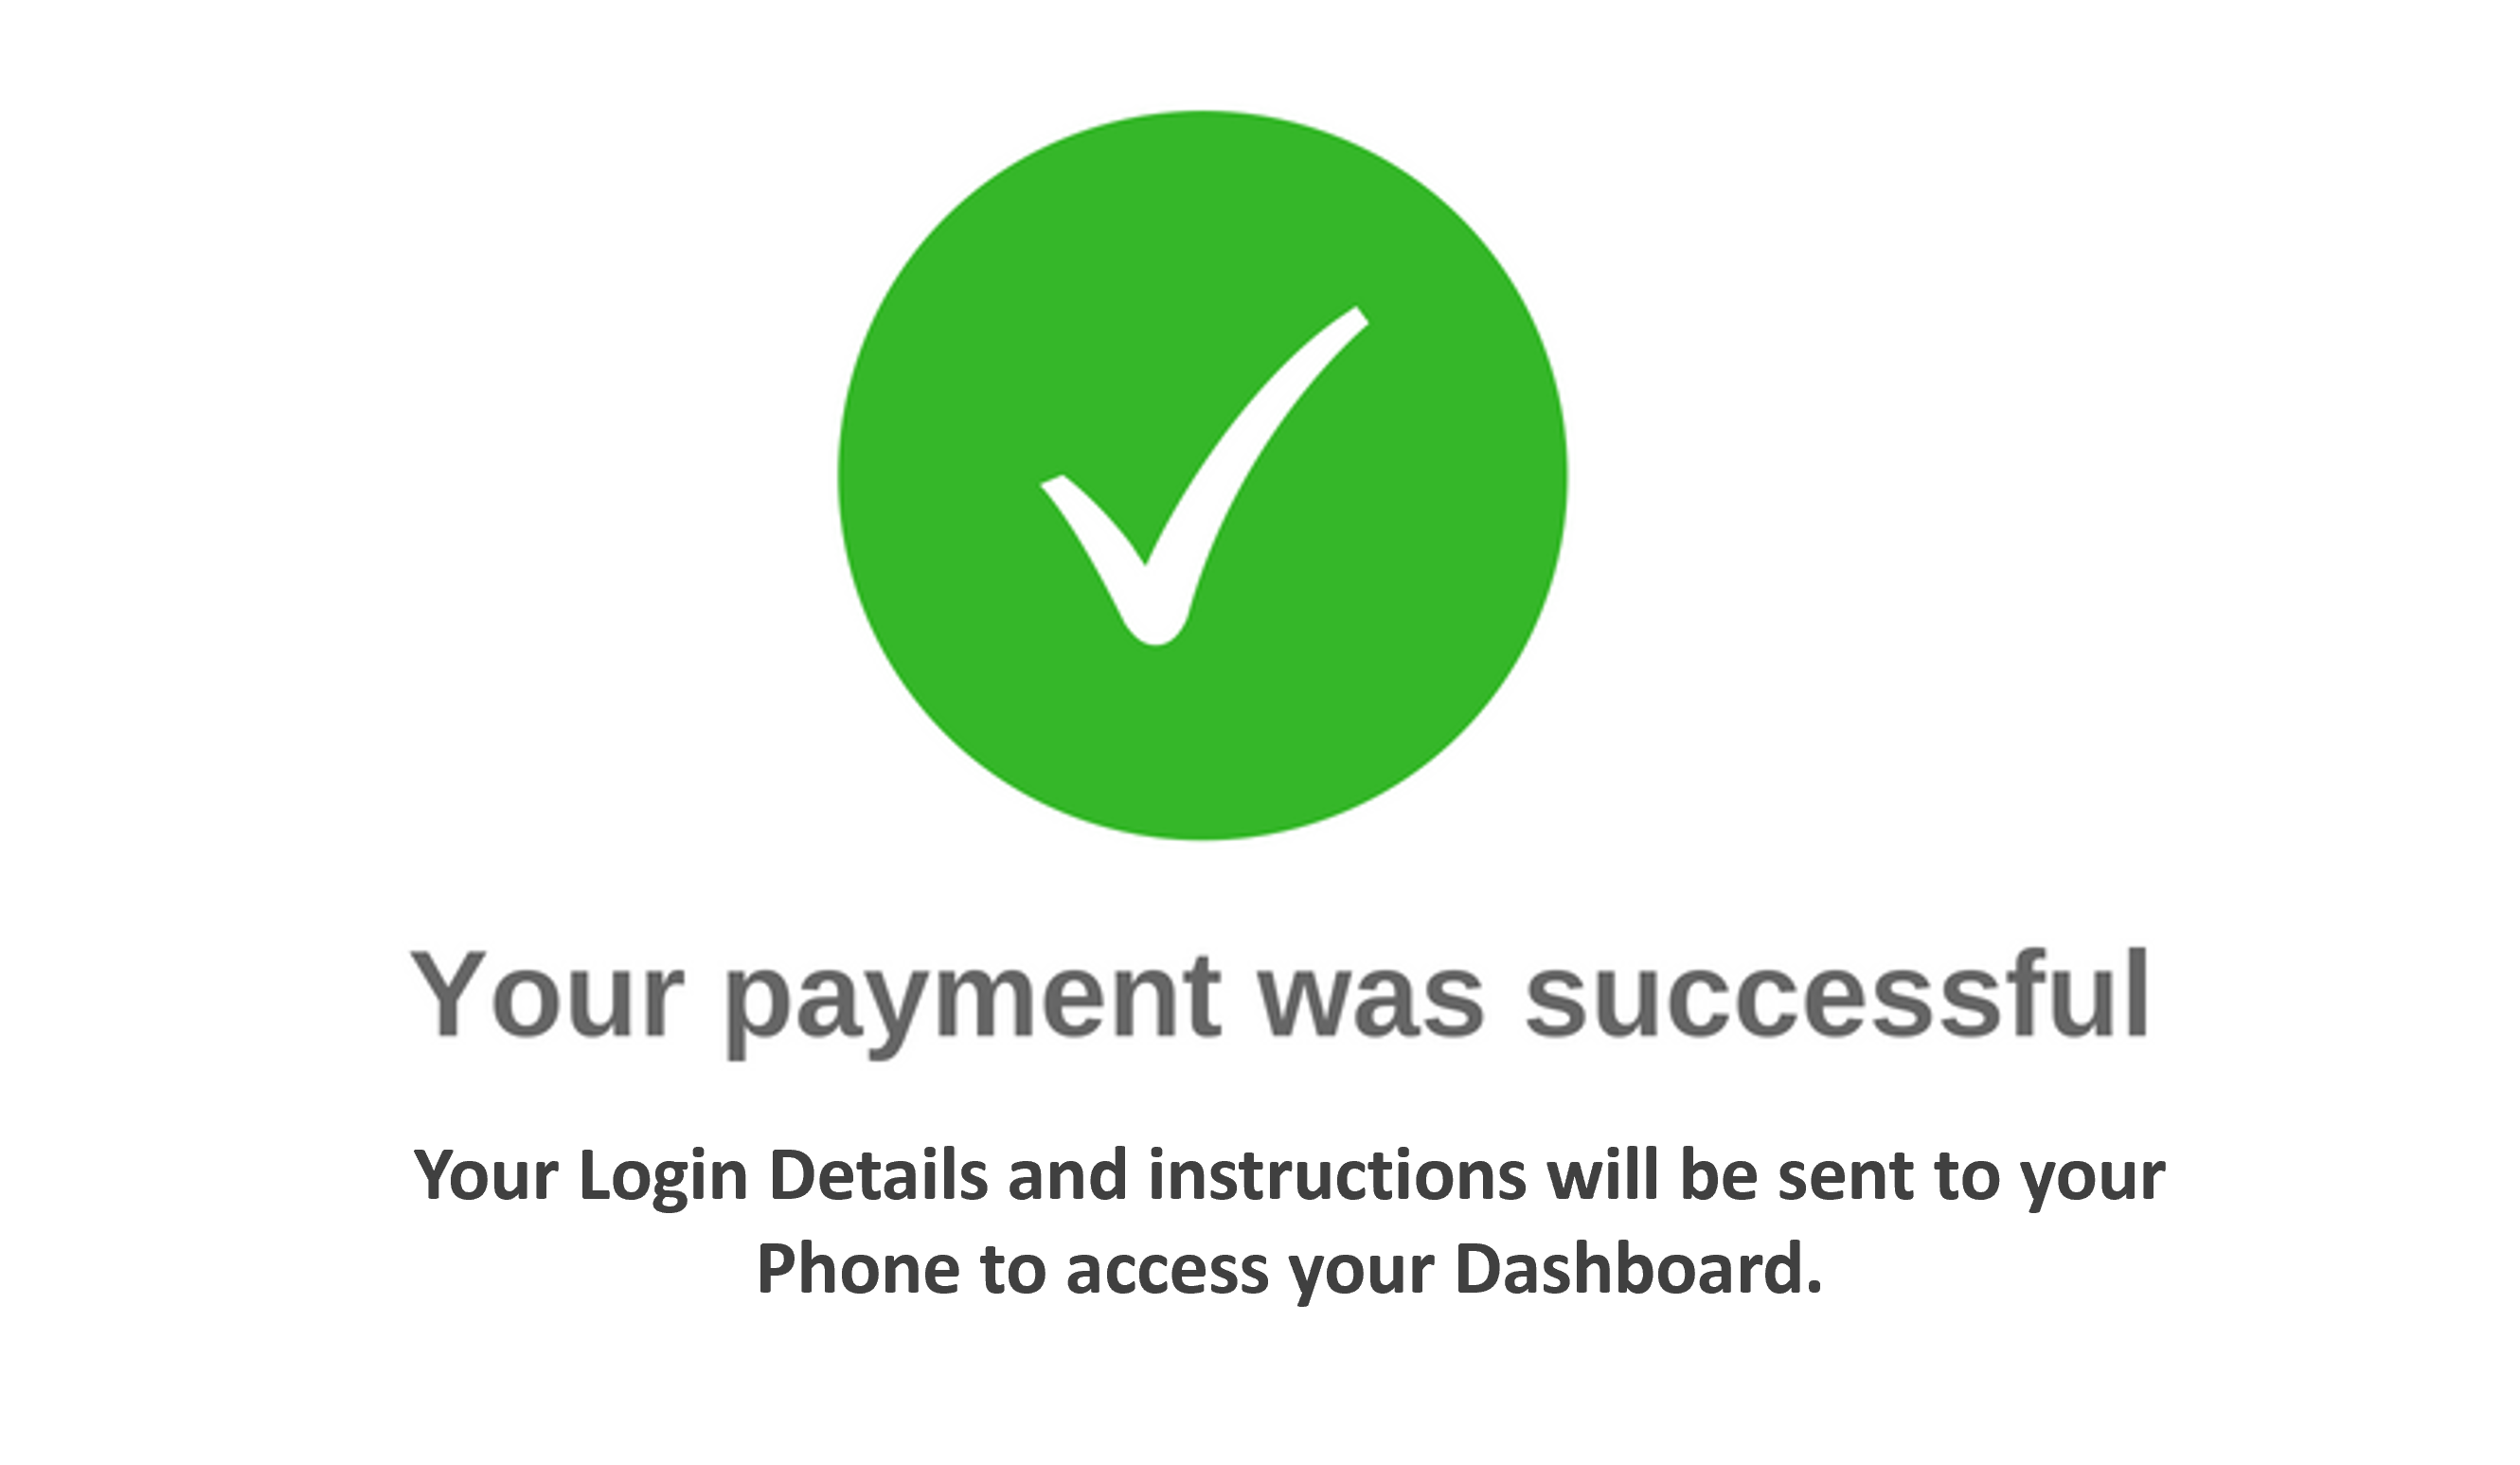 Your payment was successful
Your Login Details and instructions will be sent to your
Phone to access your Dashboard.